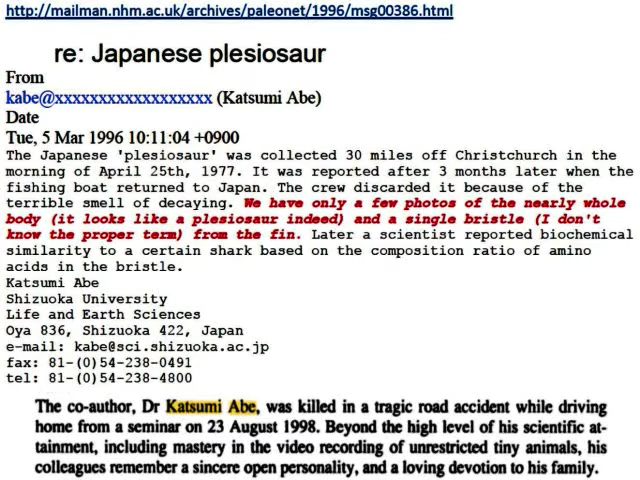 http://mailman.nhm.ac.uk/archives/paleonet/1996/msg00386.html
re: Japanese plesiosaur
From
kabe@xxxxxxxxxxxxxxxxxx (Katsumi Abe)
Date
Tue, 5 Mar 1996 10:11:04 +0900
The Japanese 'plesiosaur' was collected 30 miles off Christchurch in the
morning of April 25th, 1977. It was reported after 3 months later when the
fishing boat returned to Japan. The crew discarded it because of the
terrible smell of decaying. We have only a few photos of the nearly whole
body (it looks like a plesiosaur indeed) and a single bristle (I don't
know the proper term) from the fin. Later a scientist reported biochemical
similarity to a certain shark based on the composition ratio of amino
acids in the bristle.
Katsumi Abe
Shizuoka University
Life and Earth Sciences
Oya 836, Shizuoka 422, Japan
e-mail: kabe@sci.shizuoka.ac.jp
fax: 81-(0)54-238-0491
tel: 81-(0)54-238-4800
The co-author, Dr Katsumi Abe, was killed in a tragic road accident while driving
home from a seminar on 23 August 1998. Beyond the high level of his scientific at-
tainment, including mastery in the video recording of unrestricted tiny animals, his
colleagues remember a sincere open personality, and a loving devotion to his family.